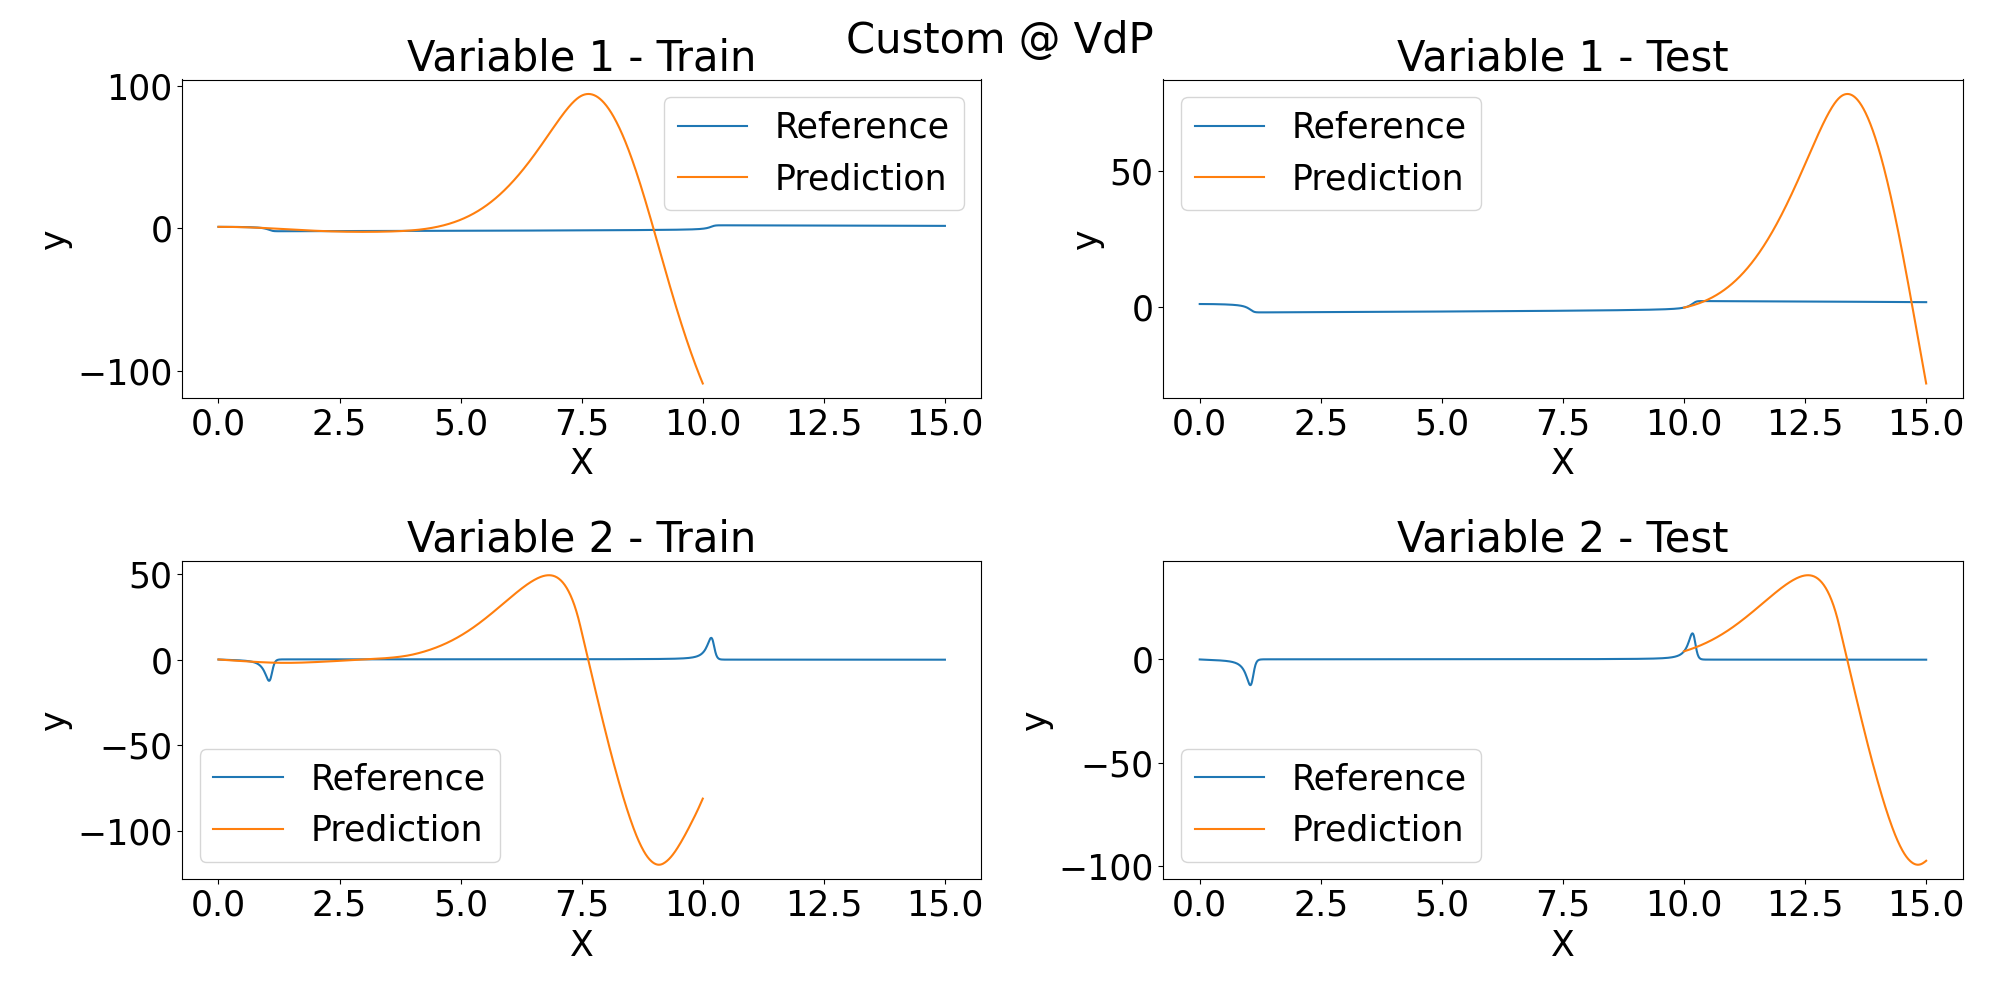 Custom @ VdP
Variable 1 - Train
100
0
−100
y
Reference
Prediction
0.0 2.5 5.0 7.5 10.0 12.5 15.0
X
Variable 1 - Test
50
0
y
Reference
Prediction
0.0 2.5 5.0 7.5 10.0 12.5 15.0
X
Variable 2 - Train
50
0
−50
−100
y
Reference
Prediction
0.0 2.5 5.0 7.5 10.0 12.5 15.0
X
Variable 2 - Test
0
−50
−100
y
Reference
Prediction
0.0 2.5 5.0 7.5 10.0 12.5 15.0
X